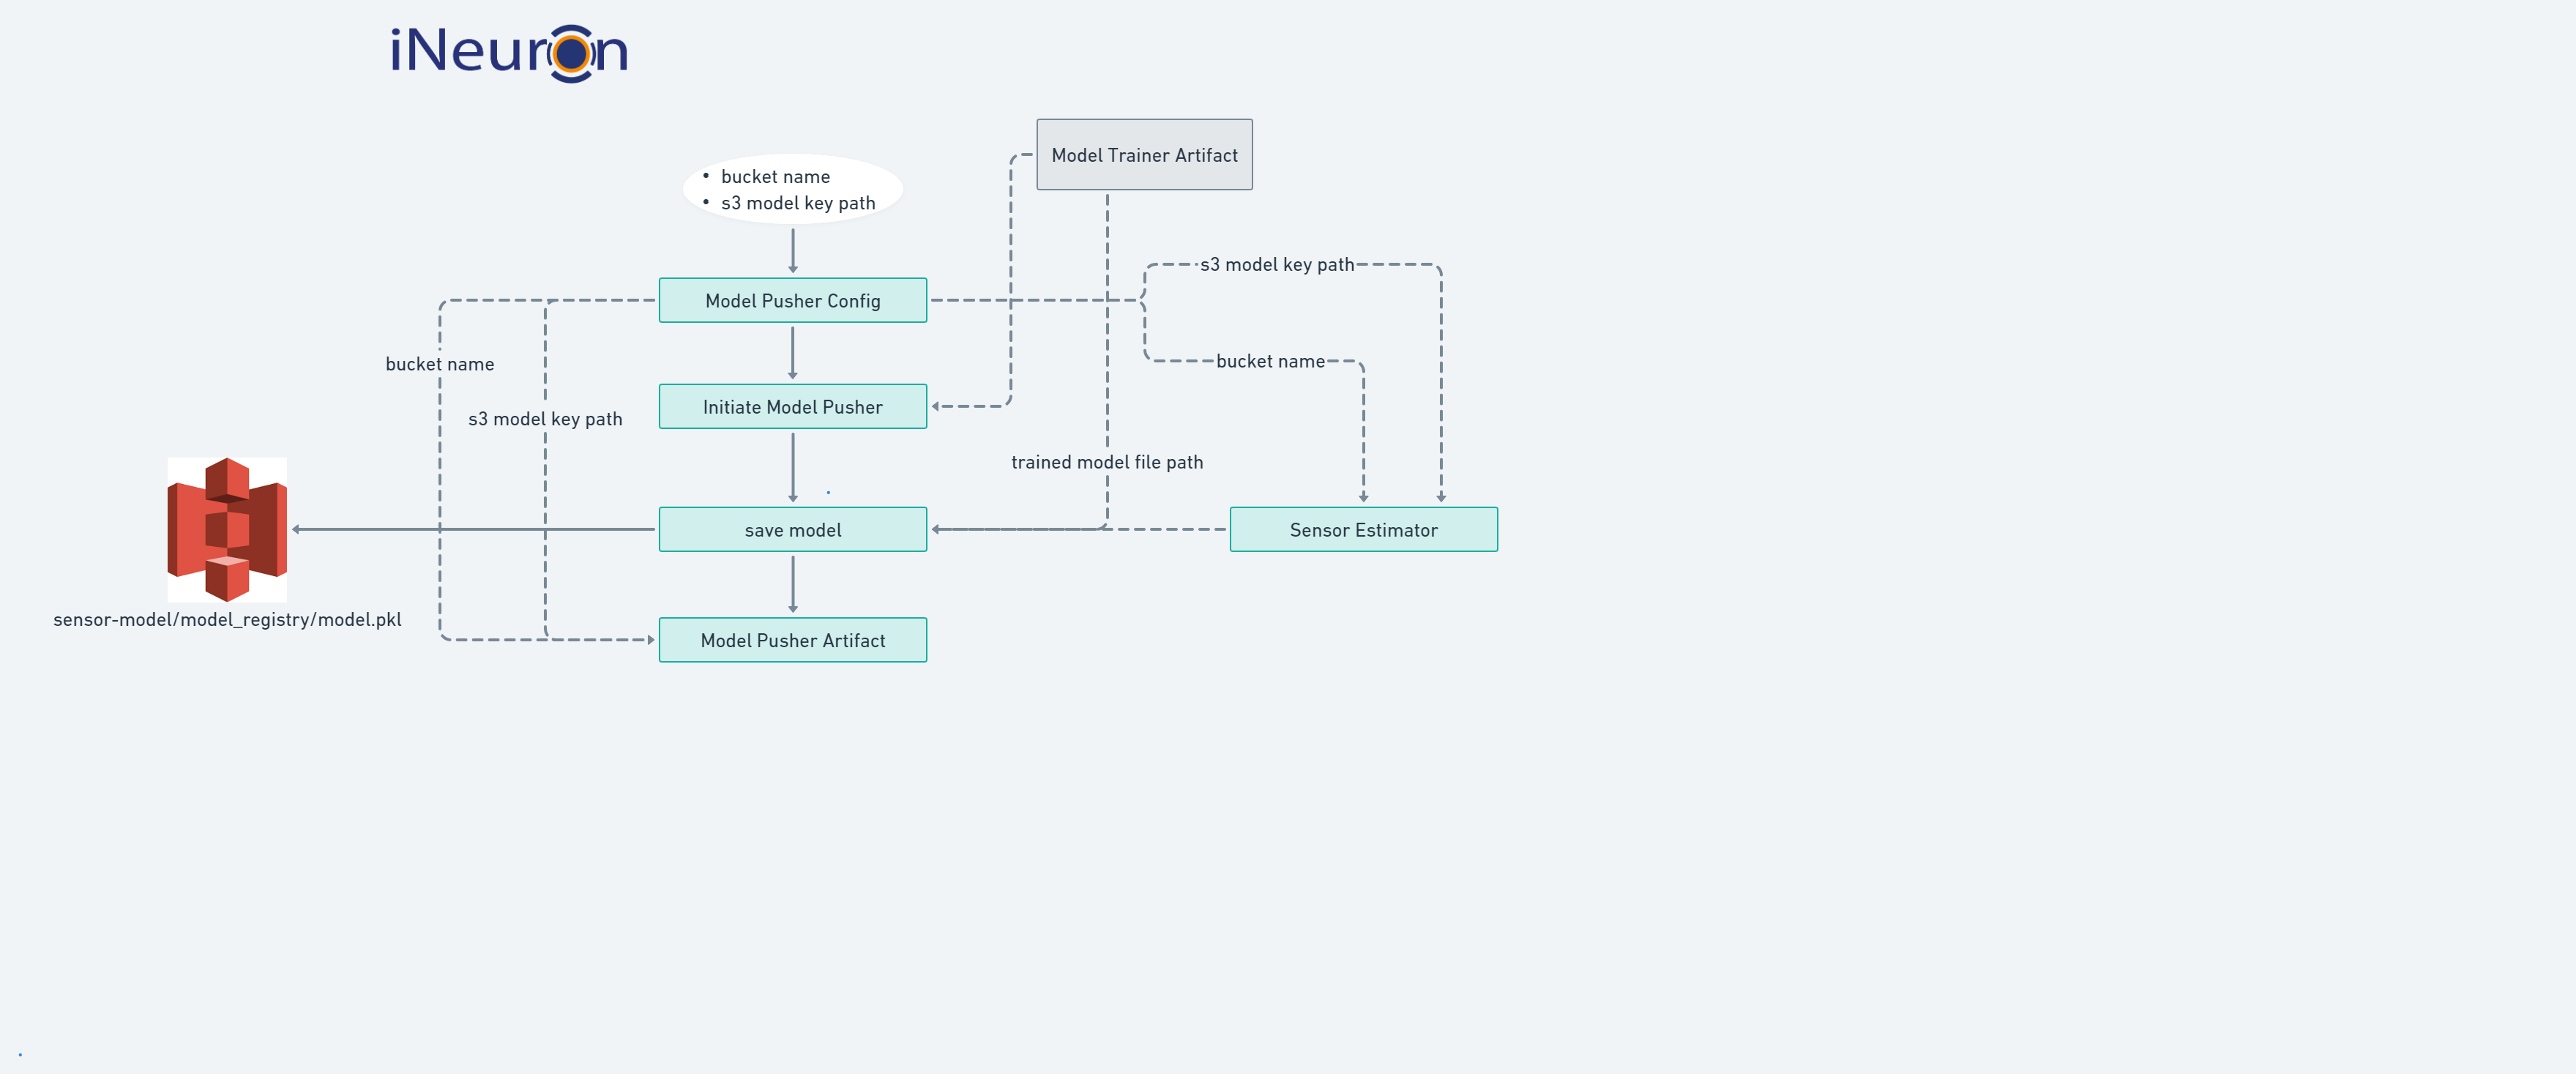 iNeuron
Model Trainer Artifact
• bucket name
• s3 model key path
s3 model key path
Model Pusher Config
bucket name
bucket name
Initiate Model Pusher
s3 model key path
trained model file path
save model
Sensor Estimator
sensor-model/model_registry/model.pkl
Model Pusher Artifact